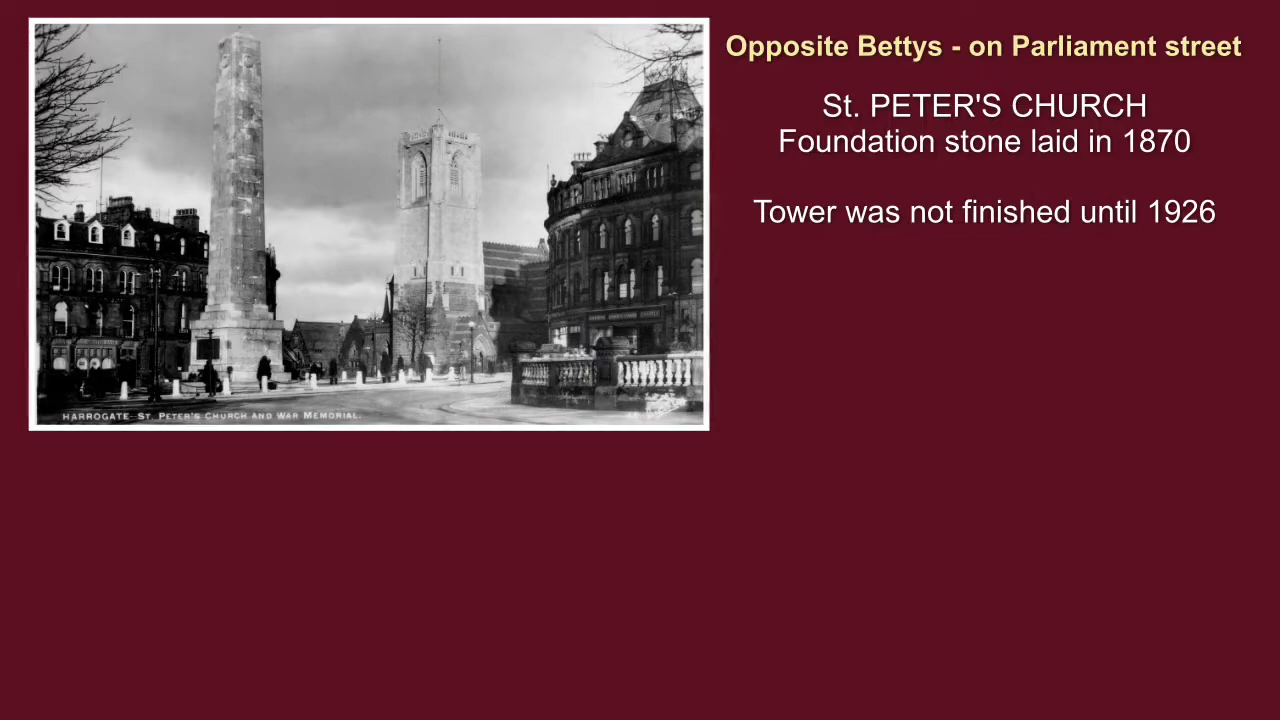 Opposite Bettys - on Parliament street
St. PETER'S CHURCH
Foundation stone laid in 1870
Tower was not finished until 1926
HARROGATE - ST. PETER'S CHURCH AND WAR MEMORIAL.